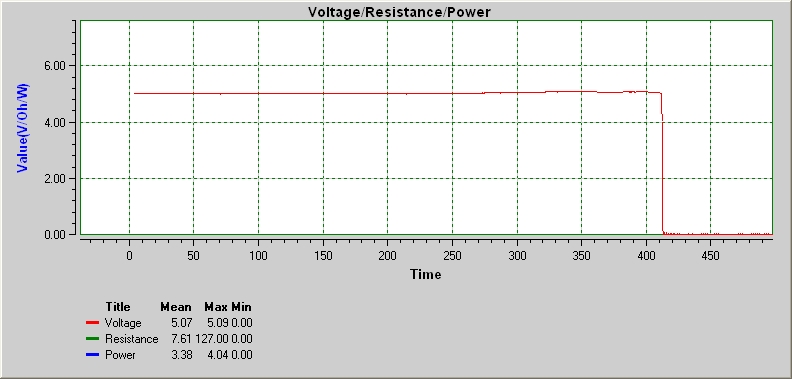 Voltage/Resistance/Power
Value(V/Oh/W)
6.00
4.00
2.00
0.00
0 50 100 150 200 250 300 350 400 450
Time
Title Mean Max Min
Voltage 5.07 5.09 0.00
Resistance 7.61 127.00 0.00
Power 3.38 4.04 0.00